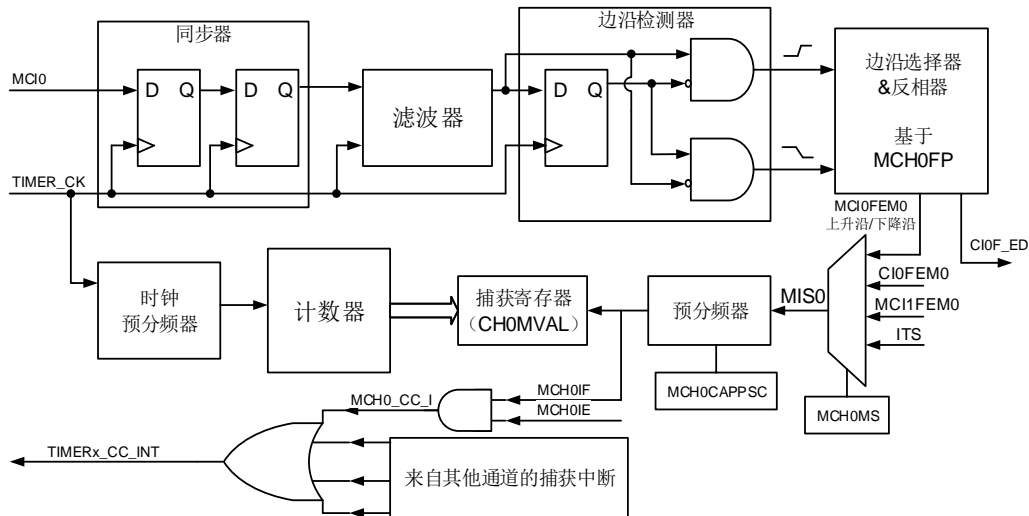 同步器
边沿检测器
MCI0
D Q
D Q
滤波器
D Q
边沿选择器
&反相器
基于
MCH0FP
TIMER_CK
MCI0FEM0
上升沿/下降沿
CI0F_ED
CI0FEM0
MCI1FEM0
ITS
MIS0
时钟
预分频器
计数器
捕获寄存器
(CH0MVAL)
预分频器
MCH0CAPPSC
MCH0MS
MCH0_CC_I
MCH0IF
MCH0IE
TIMERx_CC_INT
来自其他通道的捕获中断